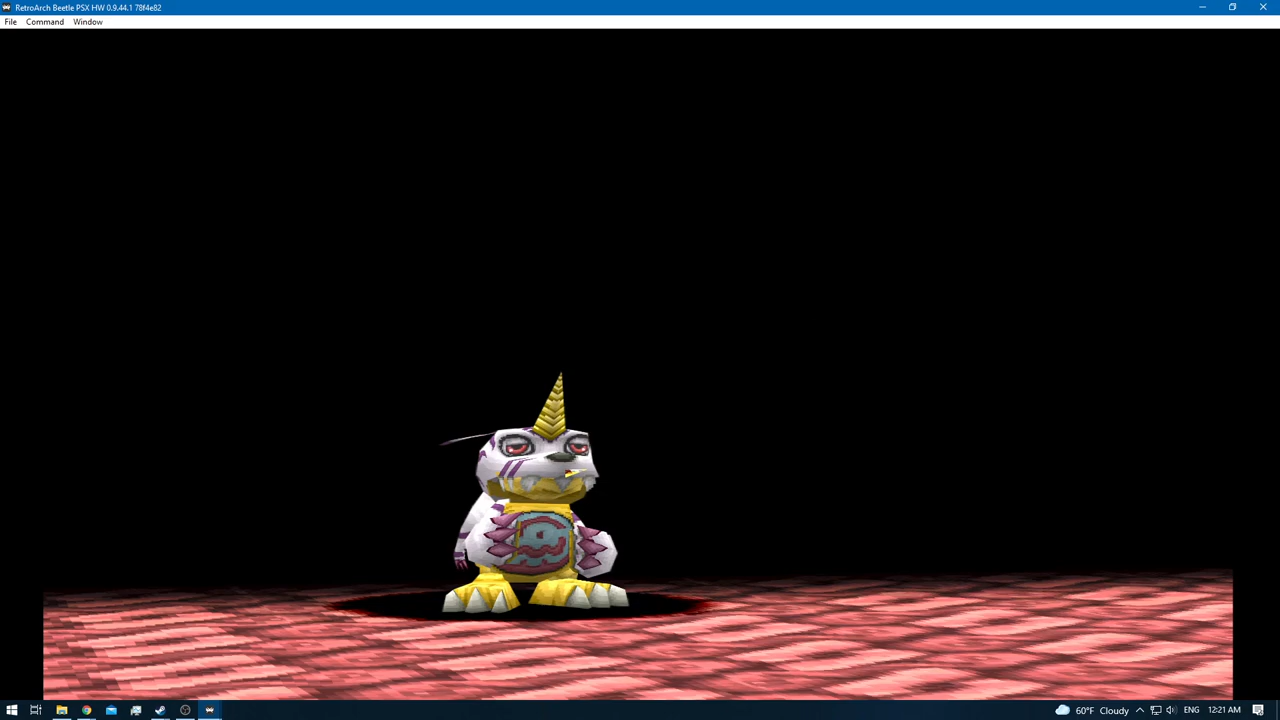 RetroArch Beetle PSX HW 0.9.44.1 78f4e82
File Command Window
60°F Cloudy ENG 12:21 AM